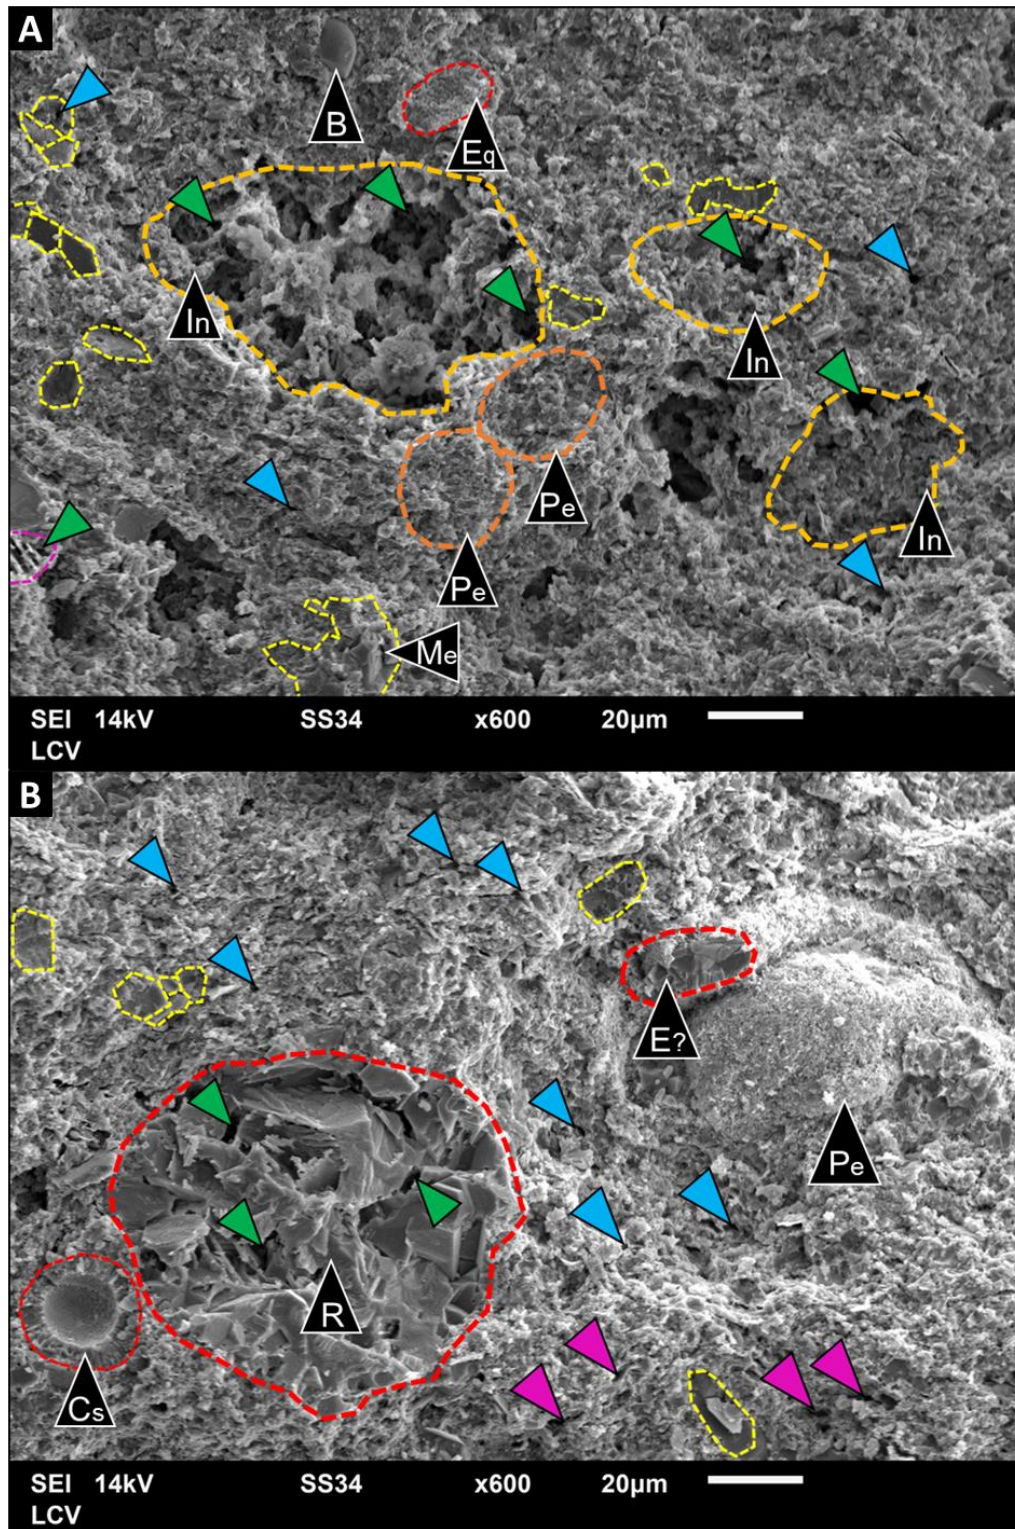 A
B
Eq
In
In
Pe
In
Pe
Me
SEI 14kV SS34 x600 20µm
LCV
B
E?
Pe
R
Cs
SEI 14kV SS34 x600 20µm
LCV